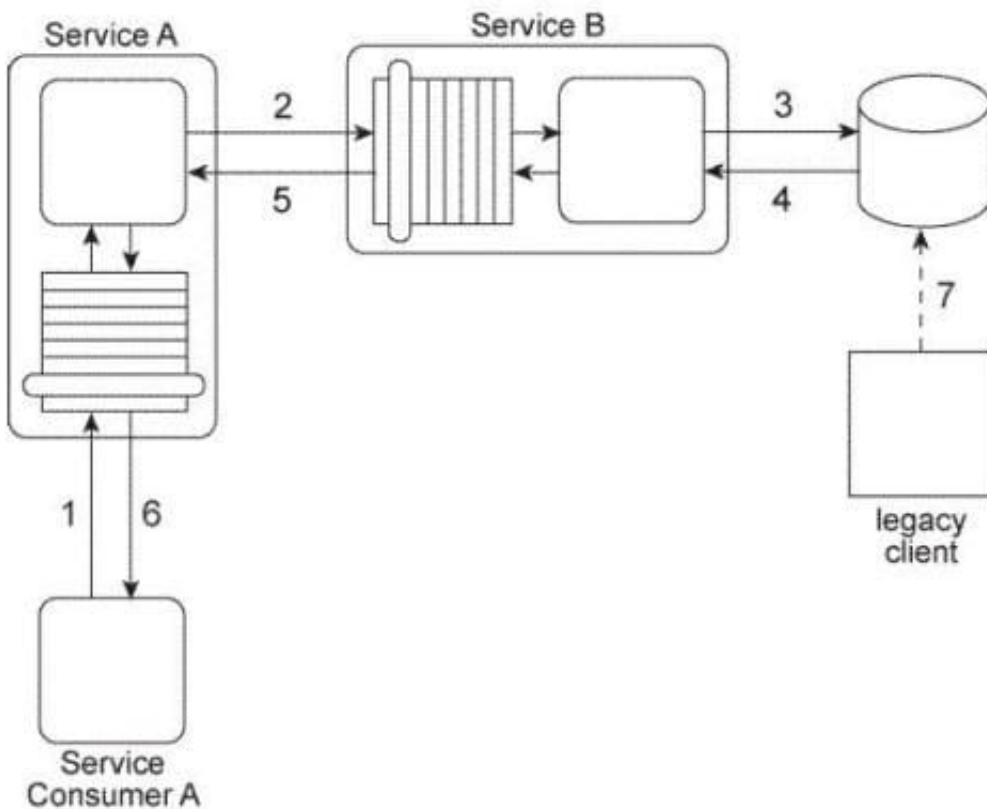 Service A
Service B
2
3
5
4
7
1
6
legacy
client
Service
Consumer A